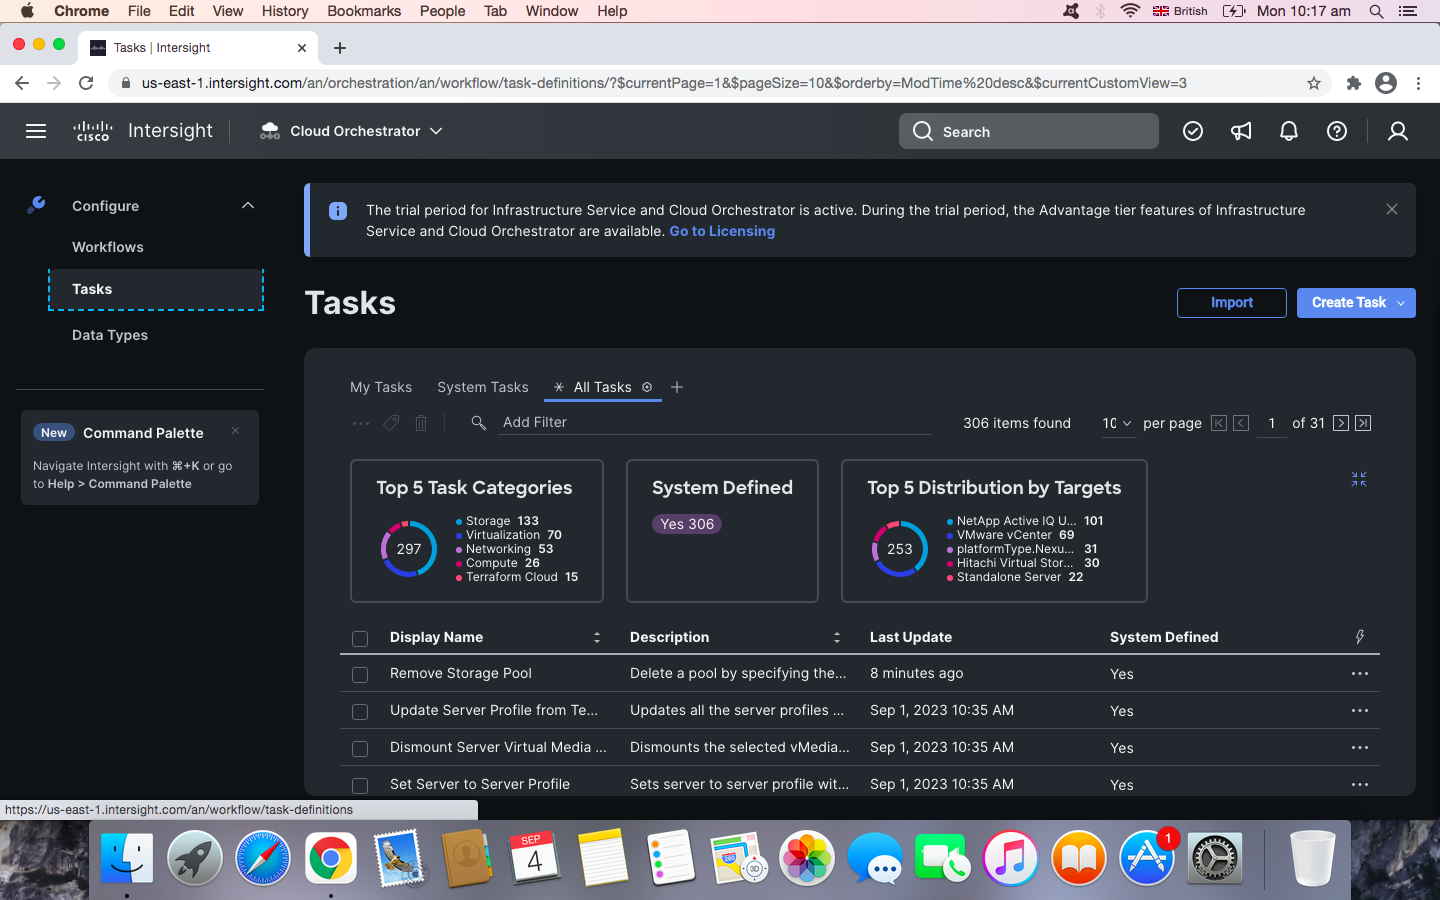 Chrome File Edit View History Bookmarks People Tab Window Help British Mon 10:17 am
Tasks | Intersight
us-east-1.intersight.com/an/orchestration/an/workflow/task-definitions/?$currentPage=1&$pageSize=10&$orderby=ModTime%20desc&$currentCustomView=3
CISCO Intersight Cloud Orchestrator Search
Configure
Workflows
Tasks
Data Types
New Command Palette
Navigate Intersight with ⌘+K or go
to Help > Command Palette
The trial period for Infrastructure Service and Cloud Orchestrator is active. During the trial period, the Advantage tier features of Infrastructure
Service and Cloud Orchestrator are available. Go to Licensing
Tasks
Import Create Task
My Tasks System Tasks All Tasks
Add Filter 306 items found 10 per page 1 of 31
Top 5 Task Categories
297
Storage 133
Virtualization 70
Networking 53
Compute 26
Terraform Cloud 15
System Defined
Yes 306
Top 5 Distribution by Targets
253
NetApp Active IQ U... 101
VMware vCenter 69
platformType.Nexu... 31
Hitachi Virtual Stor... 30
Standalone Server 22
Display Name Description Last Update System Defined
Remove Storage Pool Delete a pool by specifying the... 8 minutes ago Yes
Update Server Profile from Te... Updates all the server profiles ... Sep 1, 2023 10:35 AM Yes
Dismount Server Virtual Media ... Dismounts the selected vMedia... Sep 1, 2023 10:35 AM Yes
Set Server to Server Profile Sets server to server profile wit... Sep 1, 2023 10:35 AM Yes
https://us-east-1.intersight.com/an/workflow/task-definitions
SEP
4
280
3D
1